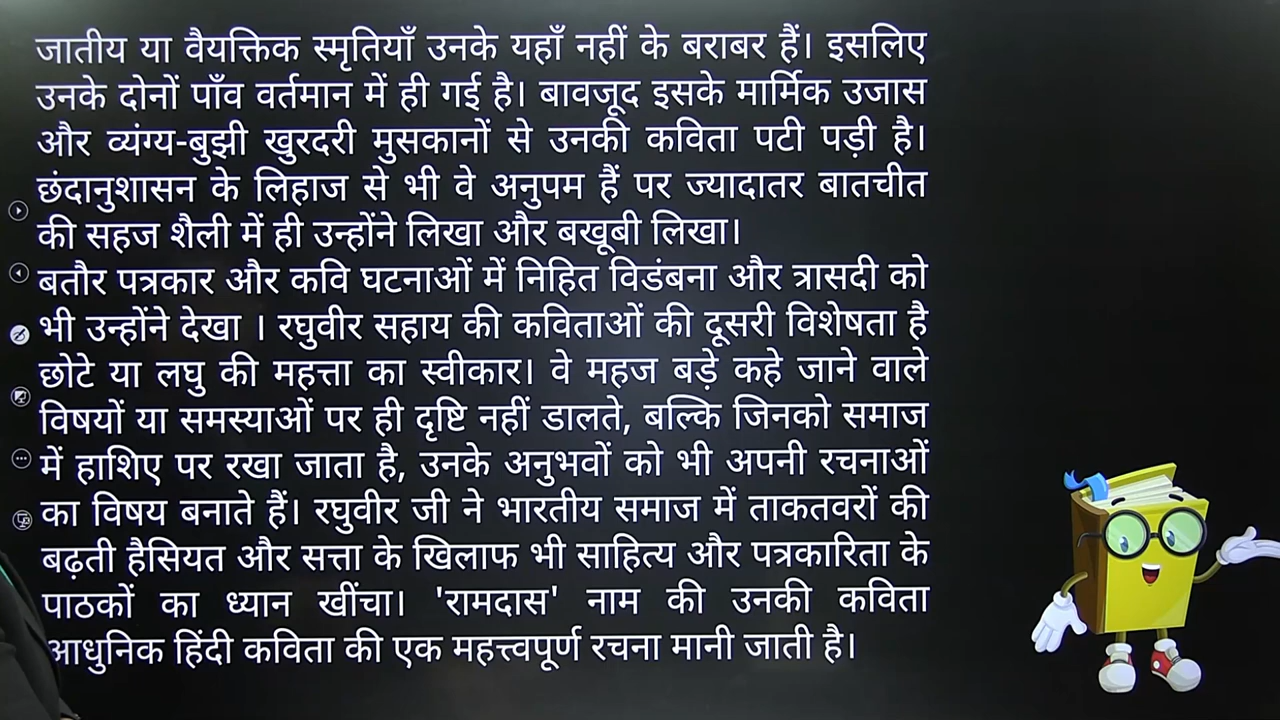 जातीय या वैयक्तिक स्मृतियाँ उनके यहाँ नहीं के बराबर हैं। इसलिए
उनके दोनों पाँव वर्तमान में ही गई है। बावजूद इसके मार्मिक उजास
और व्यंग्य-बुझी खुरदरी मुसकानों से उनकी कविता पटी पड़ी है।
छंदानुशासन के लिहाज से भी वे अनुपम हैं पर ज्यादातर बातचीत
की सहज शैली में ही उन्होंने लिखा और बखूबी लिखा।
बतौर पत्रकार और कवि घटनाओं में निहित विडंबना और त्रासदी को
भी उन्होंने देखा । रघुवीर सहाय की कविताओं की दूसरी विशेषता है
छोटे या लघु की महत्ता का स्वीकार। वे महज बड़े कहे जाने वाले
विषयों या समस्याओं पर ही दृष्टि नहीं डालते, बल्कि जिनको समाज
में हाशिए पर रखा जाता है, उनके अनुभवों को भी अपनी रचनाओं
का विषय बनाते हैं। रघुवीर जी ने भारतीय समाज में ताकतवरों की
बढ़ती हैसियत और सत्ता के खिलाफ भी साहित्य और पत्रकारिता के
पाठकों का ध्यान खींचा। 'रामदास' नाम की उनकी कविता
आधुनिक हिंदी कविता की एक महत्त्वपूर्ण रचना मानी जाती है।